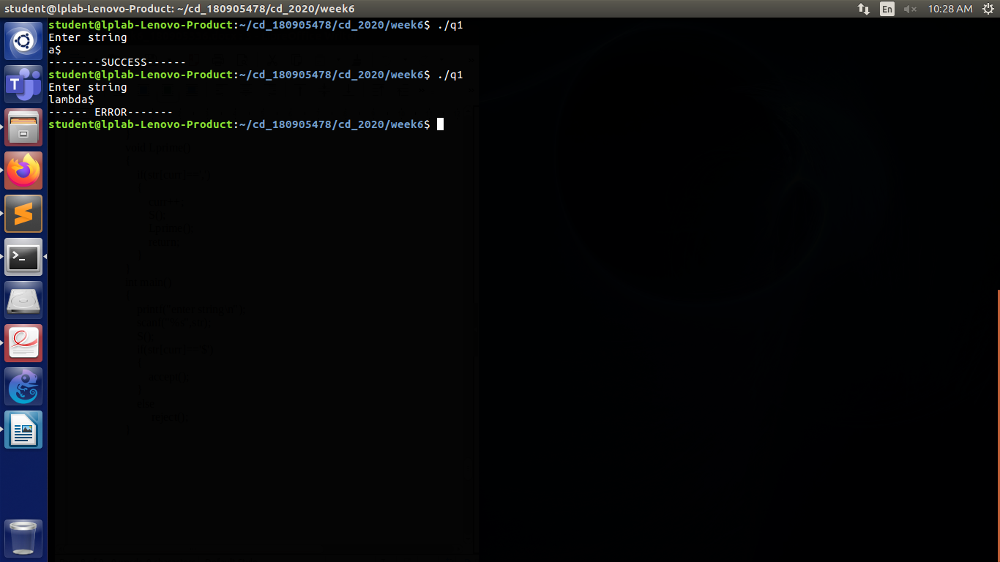 student@lplab-Lenovo-Product: ~/cd_180905478/cd_2020/week6
En
10:28 AM
student@lplab-Lenovo-Product:~/cd_180905478/cd_2020/week6$ ./q1
Enter string
a$
--------SUCCESS------
student@lplab-Lenovo-Product:~/cd_180905478/cd_2020/week6$ ./q1
Enter string
lambda$
------ ERROR-------
student@lplab-Lenovo-Product:~/cd_180905478/cd_2020/week6$
T
>_